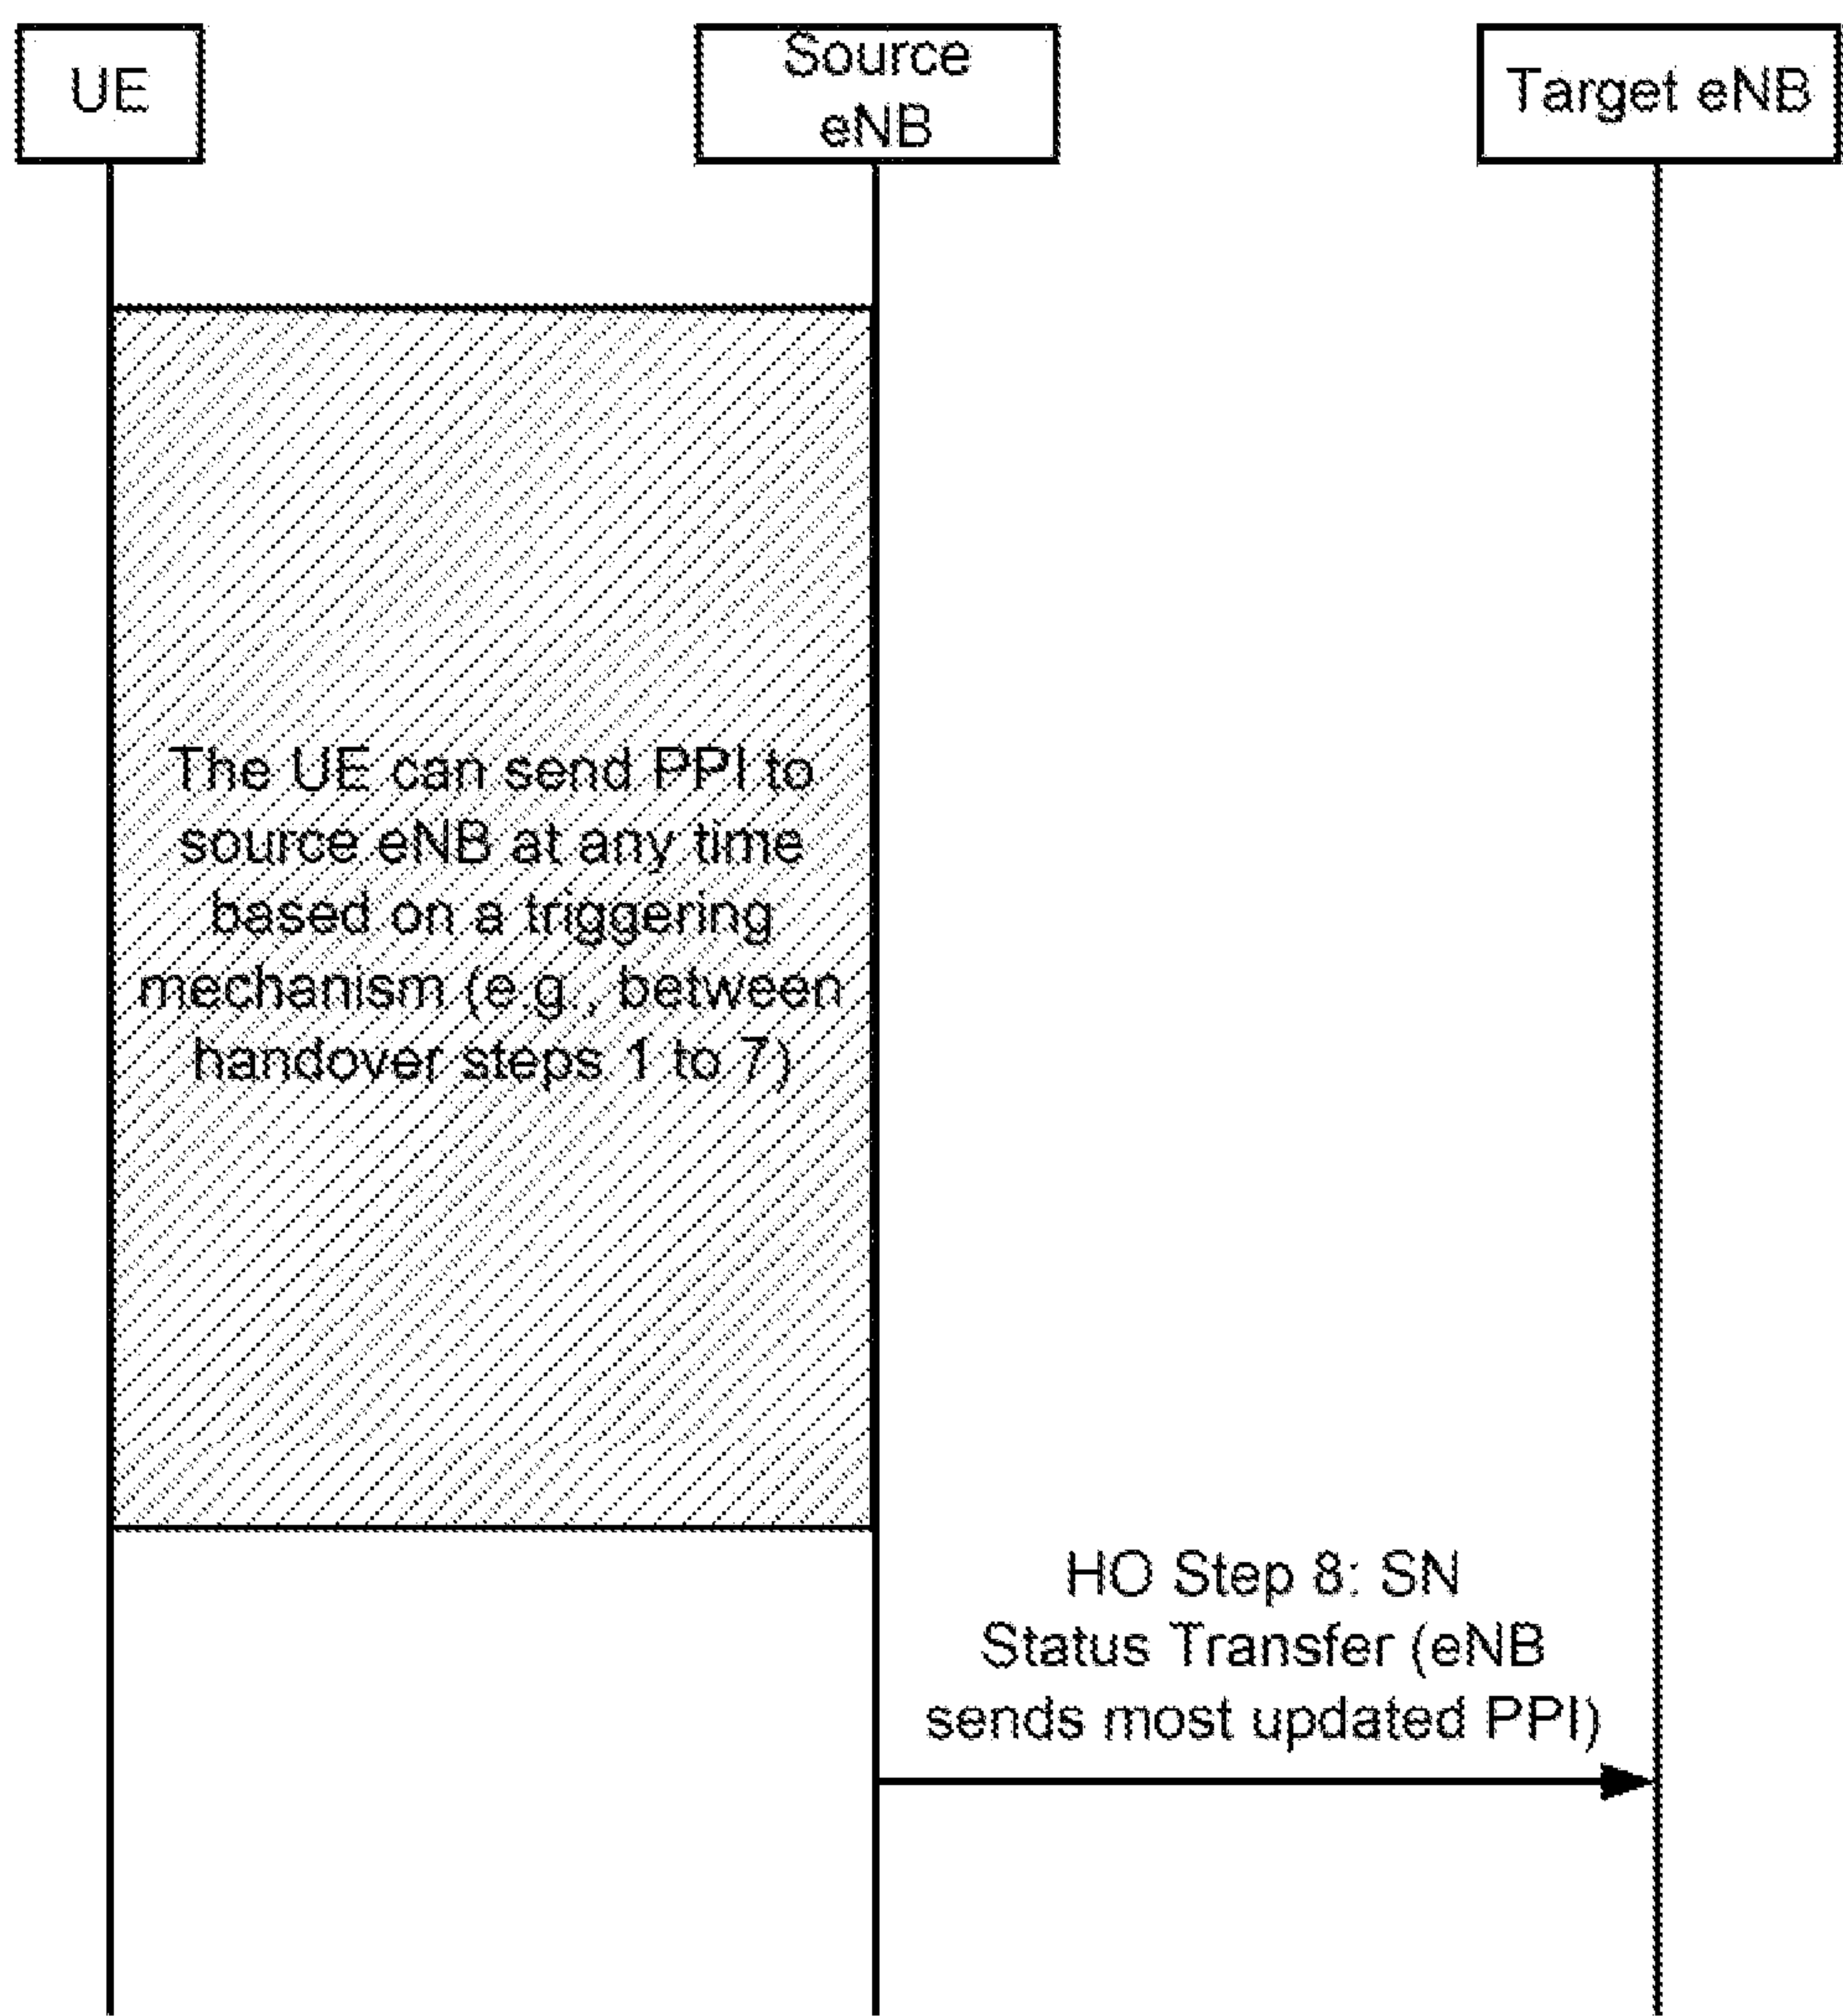 UE
Source
eNB
Target eNB
The UE can send PPI to
source eNB at any time
based on a triggering
mechanism (e.g., between
handover steps 1 to 7)
HO Step 8: SN
Status Transfer (eNB
sends most updated PPI)